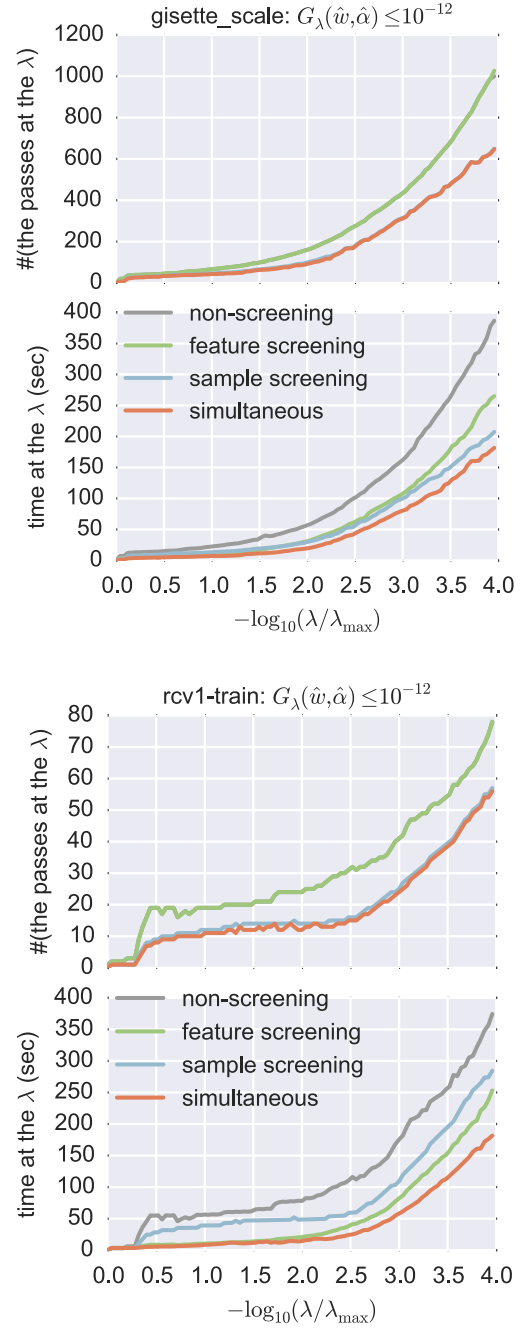 gisette_scale: G_λ(ŵ,α̂) ≤10⁻¹²
#(the passes at the λ)
1200
1000
800
600
400
200
0
time at the λ (sec)
400
350
300
250
200
150
100
50
0
non-screening
feature screening
sample screening
simultaneous
0.0 0.5 1.0 1.5 2.0 2.5 3.0 3.5 4.0
−log₁₀(λ/λ_max)
rcv1-train: G_λ(ŵ,α̂) ≤10⁻¹²
#(the passes at the λ)
80
70
60
50
40
30
20
10
0
time at the λ (sec)
400
350
300
250
200
150
100
50
0
non-screening
feature screening
sample screening
simultaneous
0.0 0.5 1.0 1.5 2.0 2.5 3.0 3.5 4.0
−log₁₀(λ/λ_max)